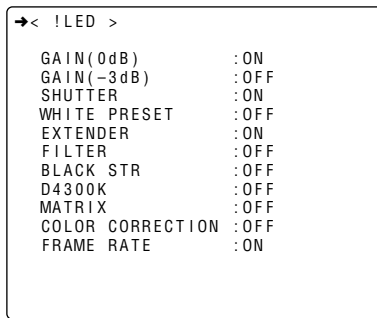 ➔< !LED >
GAIN(0dB) :ON
GAIN(–3dB) :OFF
SHUTTER :ON
WHITE PRESET :OFF
EXTENDER :ON
FILTER :OFF
BLACK STR :OFF
D4300K :OFF
MATRIX :OFF
COLOR CORRECTION :OFF
FRAME RATE :ON